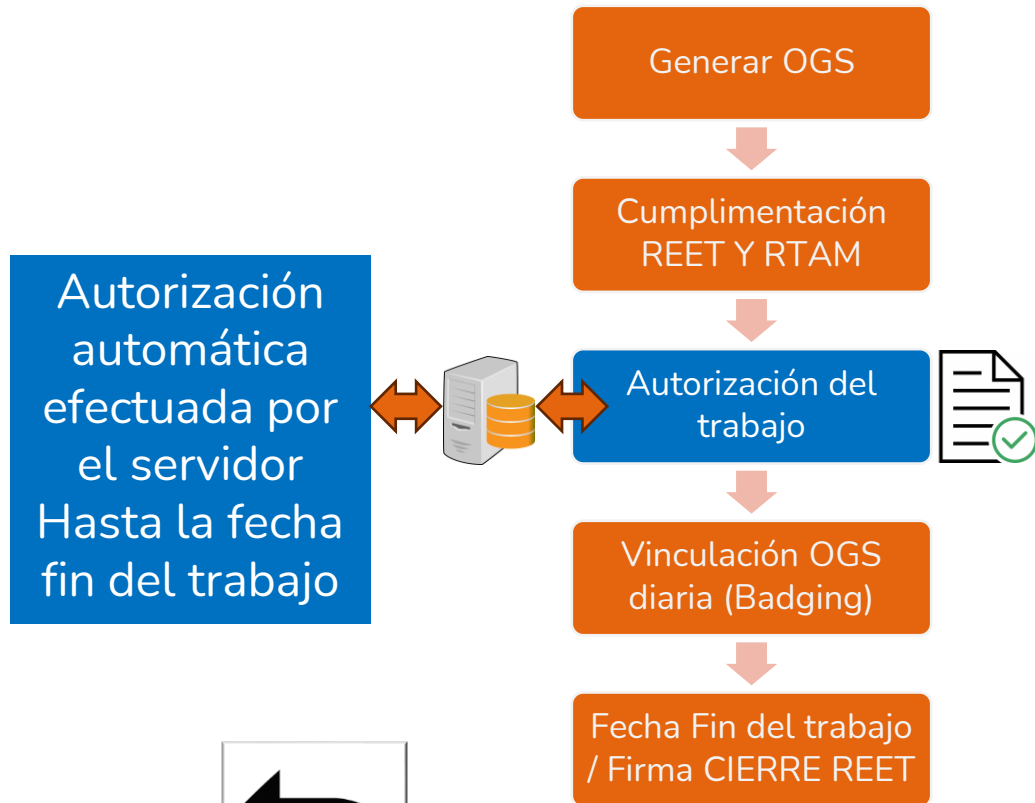 Generar OGS
Cumplimentación
REET Y RTAM
Autorización
automática
efectuada por
el servidor
Hasta la fecha
fin del trabajo
Autorización del
trabajo
Vinculación OGS
diaria (Badging)
Fecha Fin del trabajo
/ Firma CIERRE REET